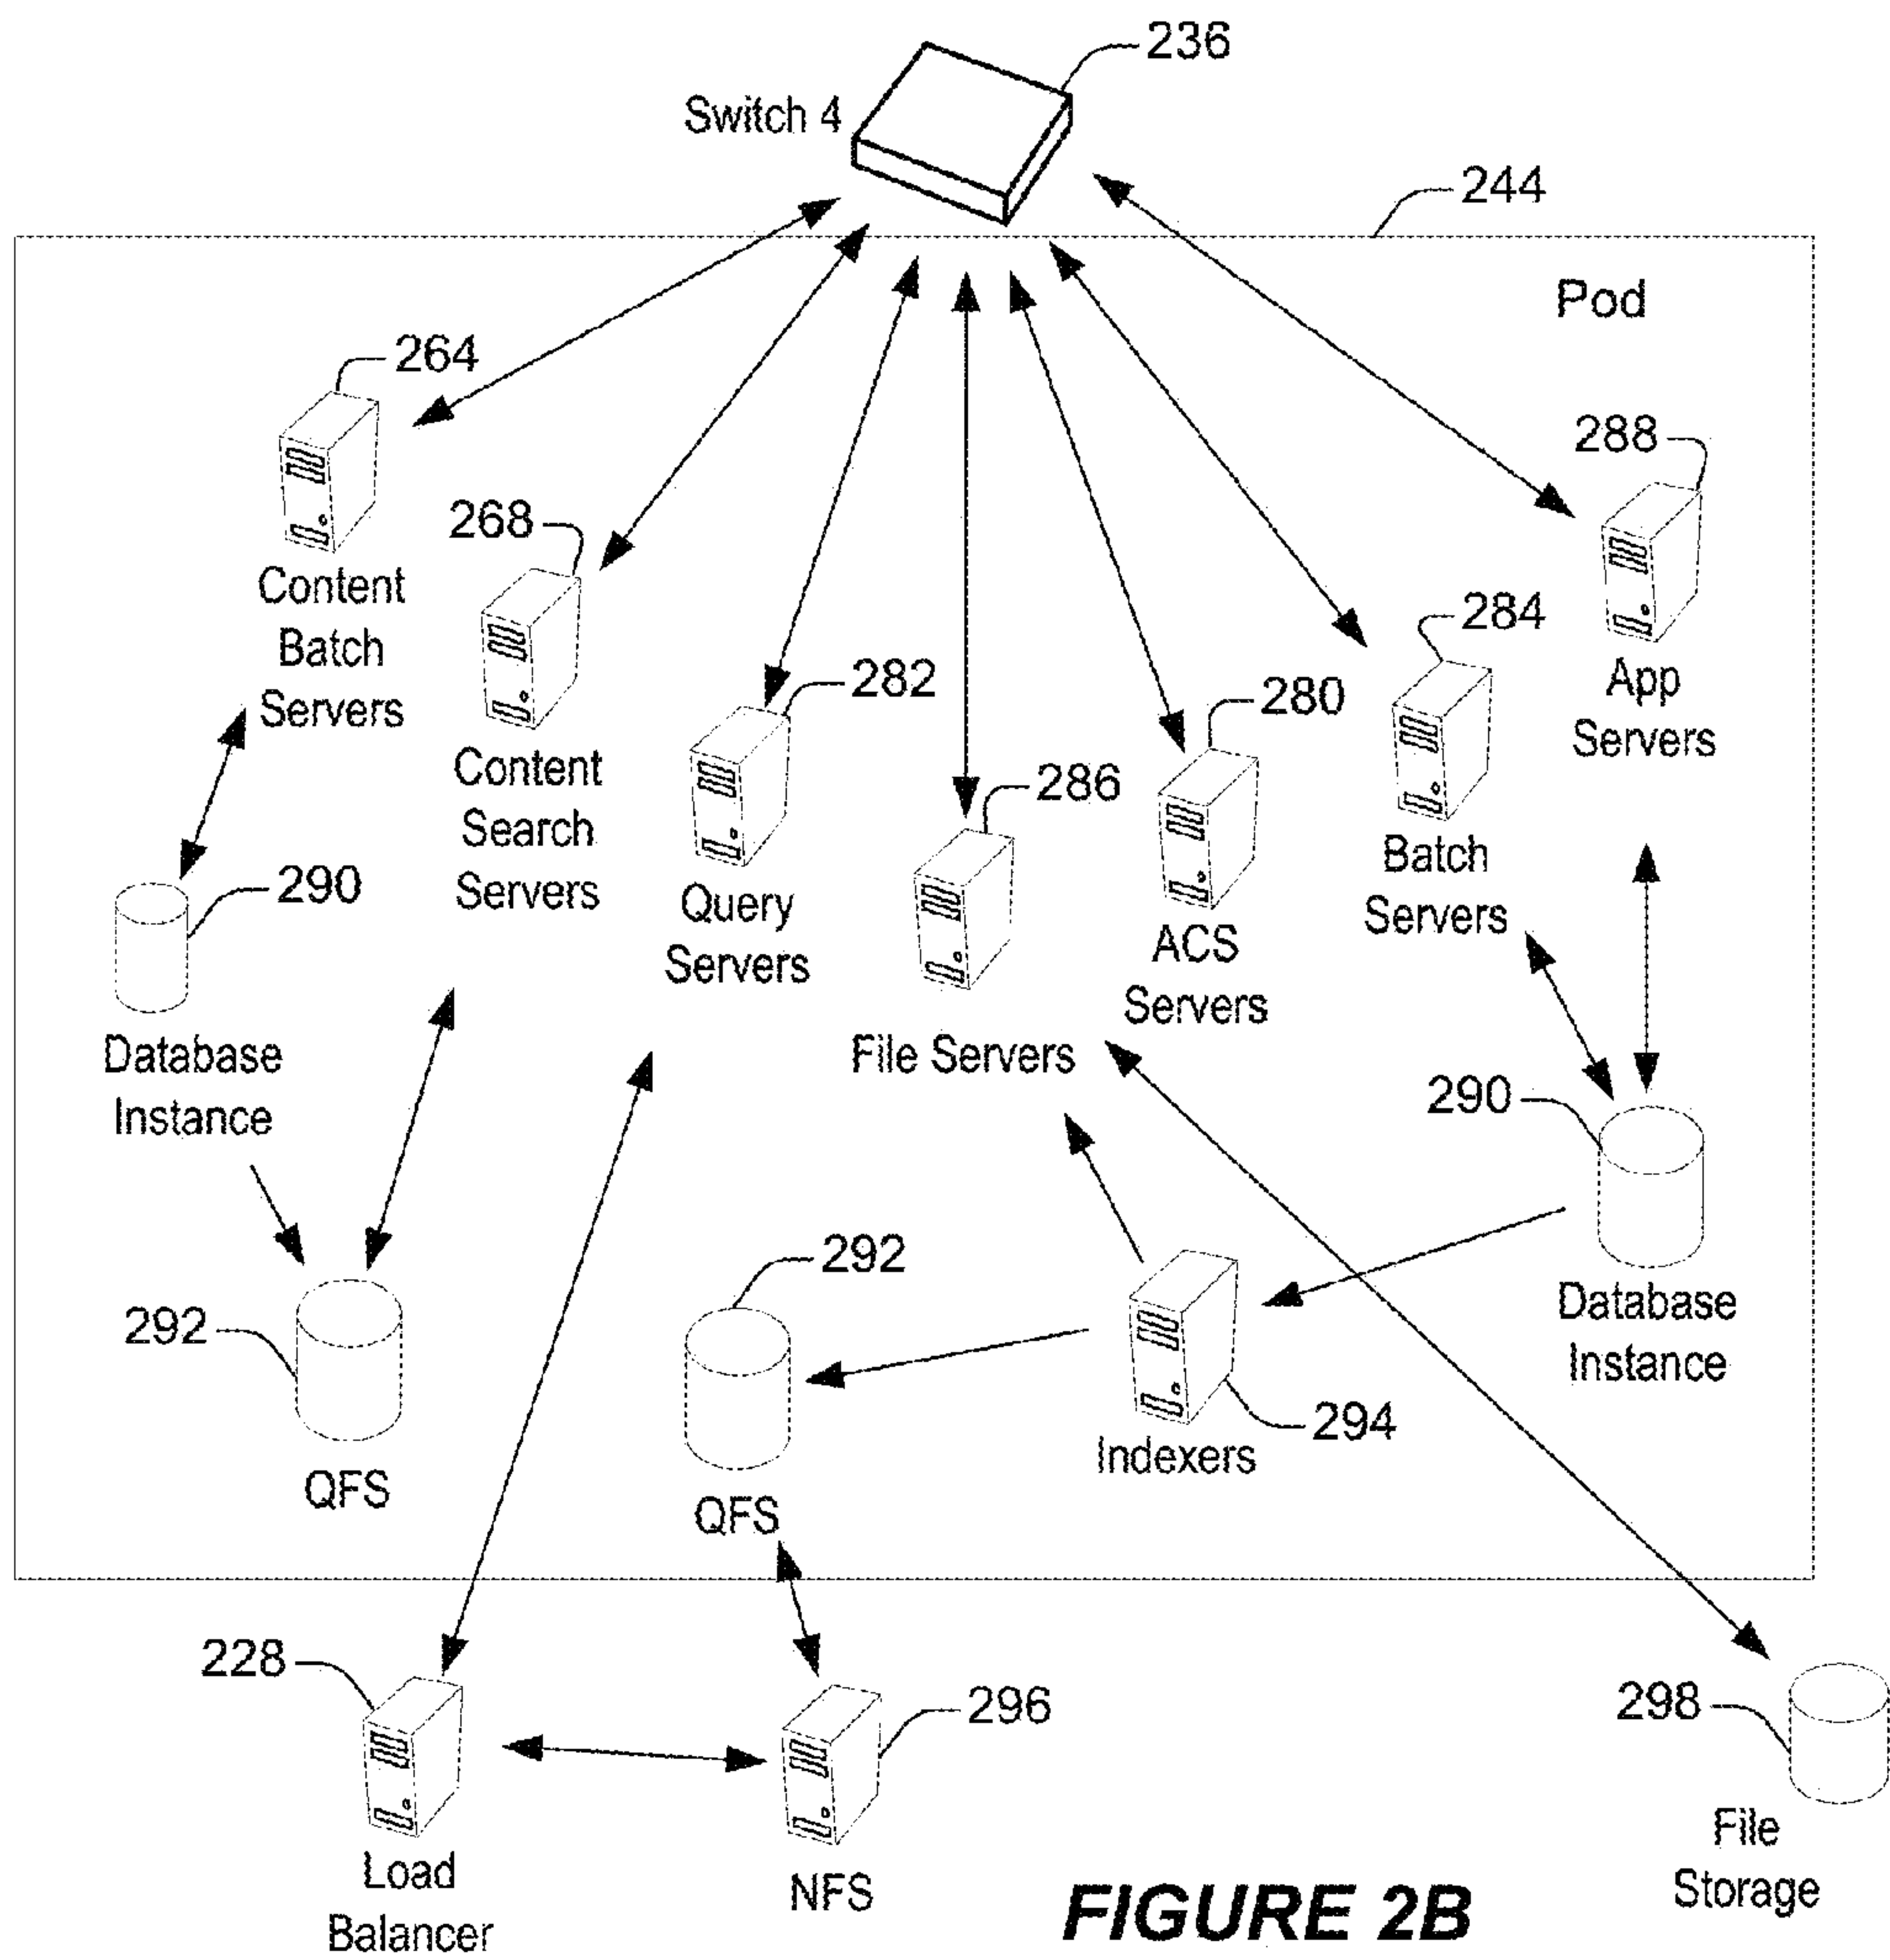 236
Switch 4
244
Pod
264
288
268
Content
Batch
Servers
284
282
280
App
Servers
Content
Search
Servers
286
290
Query
Servers
Batch
Servers
ACS
Servers
Database
Instance
File Servers
290
292
292
Database
Instance
294
Indexers
QFS
QFS
228
296
298
File
Storage
Load
Balancer
NFS
FIGURE 2B